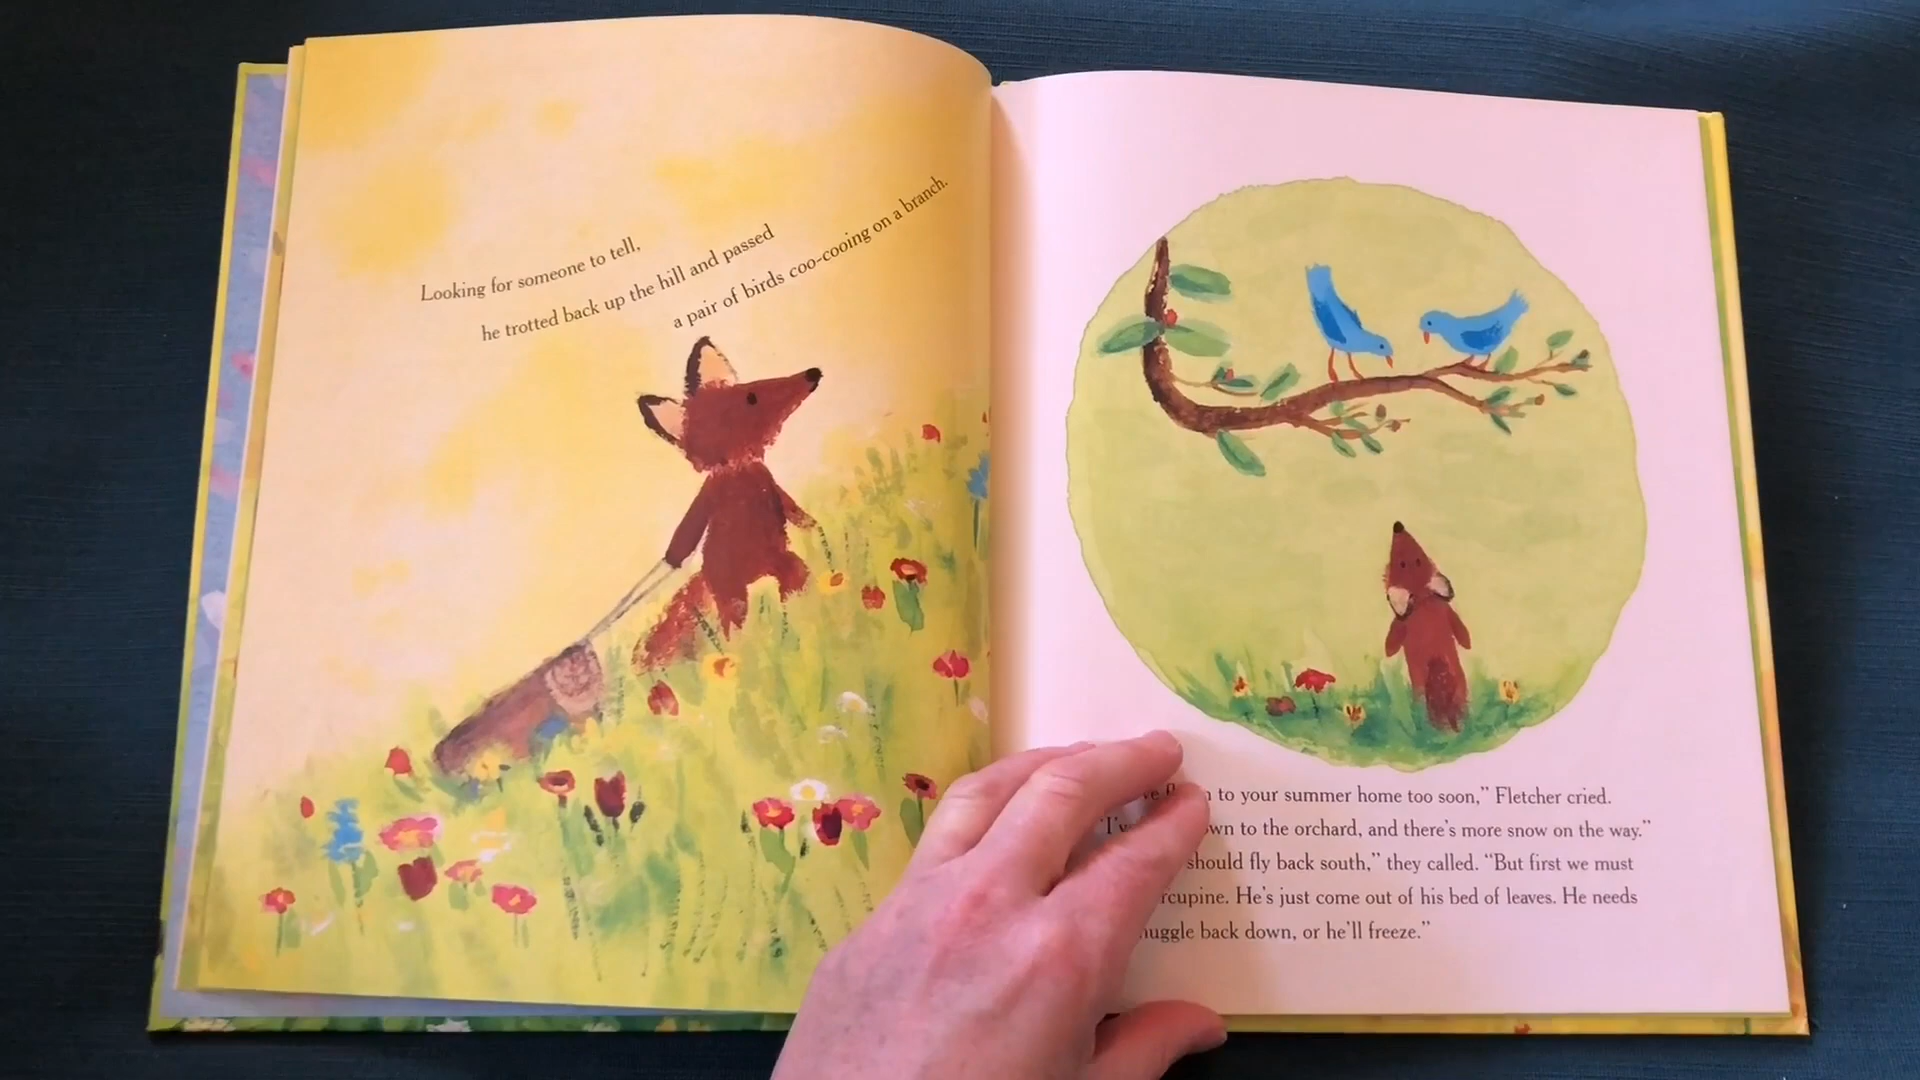 Looking for someone to tell,
he trotted back up the hill and passed
a pair of birds coo-cooing on a branch.
to your summer home too soon,” Fletcher cried.
to the orchard, and there’s more snow on the way.”
should fly back south,” they called. “But first we must
He’s just come out of his bed of leaves. He needs
back down, or he’ll freeze.”